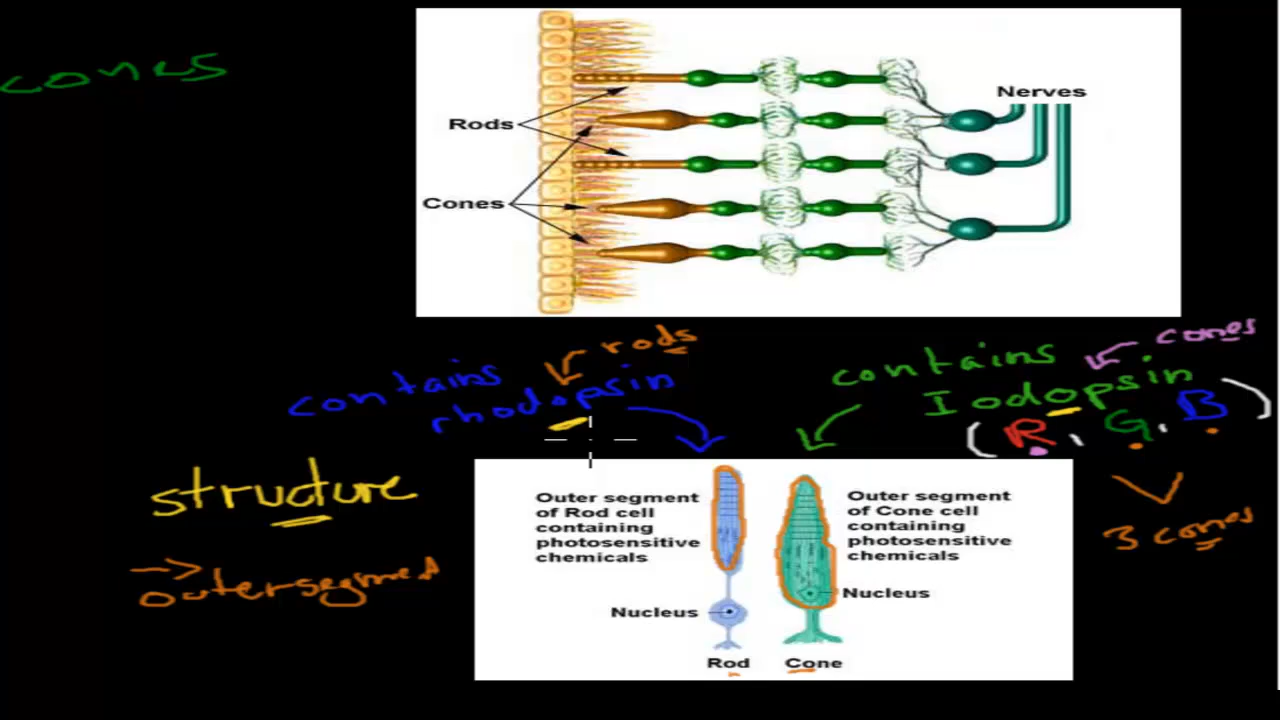 cones
Nerves
Rods
Cones
rods
contains
rhodopsin
cones
contains
Iodopsin
(R, G, B)
3 cones
structure
→ outersegment
Outer segment
of Rod cell
containing
photosensitive
chemicals
Outer segment
of Cone cell
containing
photosensitive
chemicals
Nucleus
Nucleus
Rod
Cone